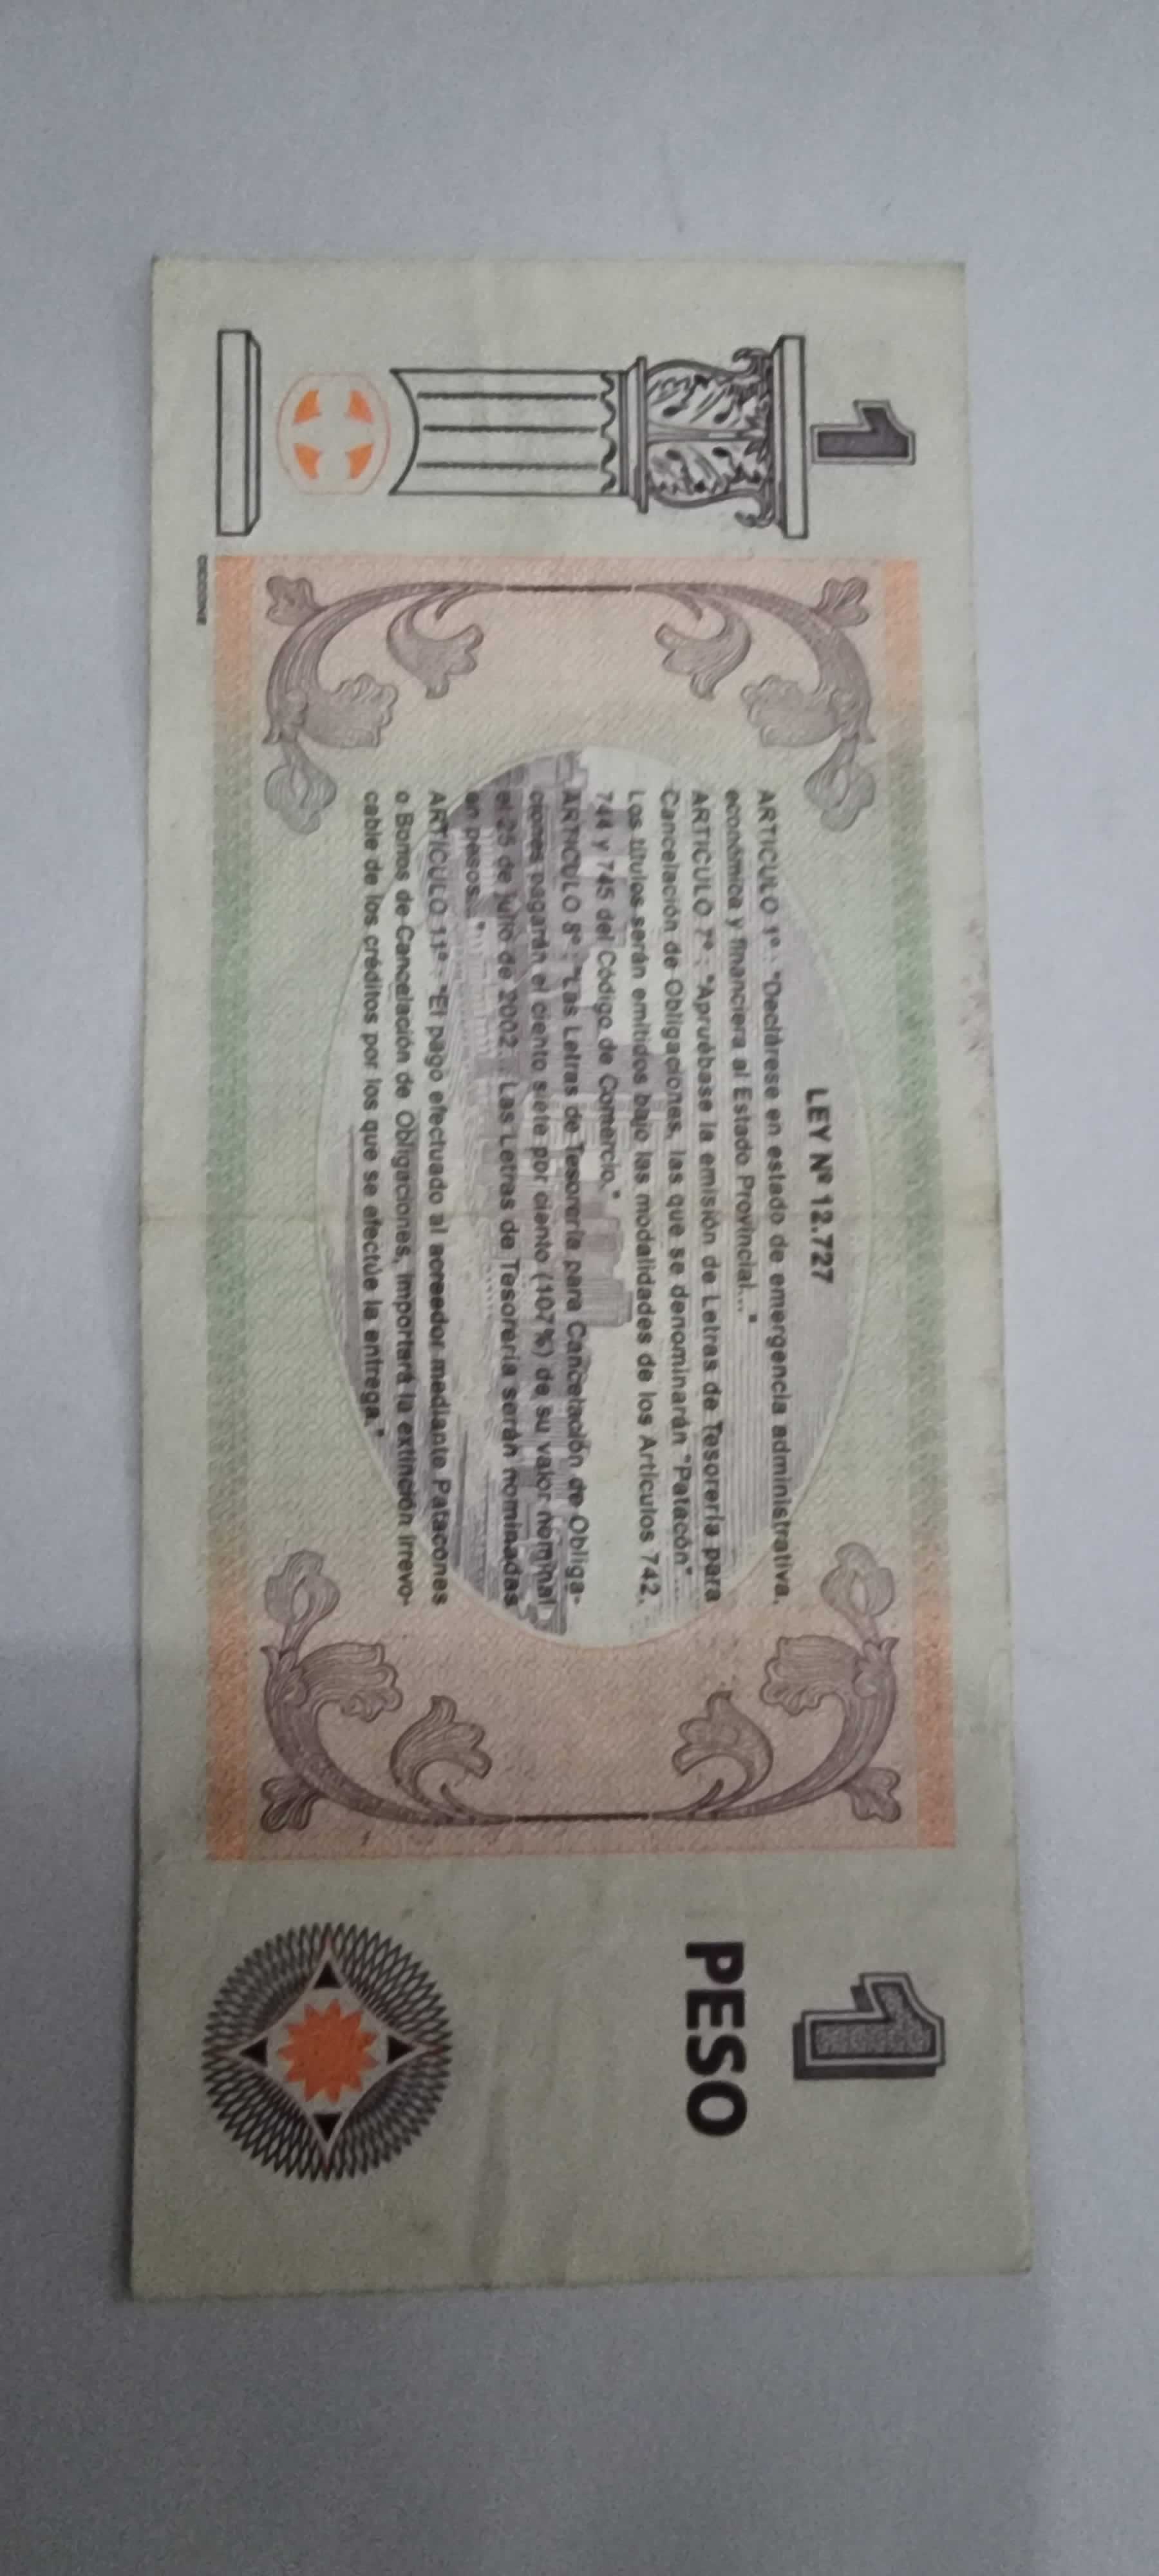 1
LEY Nº 12.727
ARTICULO 1º - "Declárese en estado de emergencia administrativa,
económica y financiera al Estado Provincial..."
ARTICULO 7º - "Apruébase la emisión de Letras de Tesorería para
Cancelación de Obligaciones, las que se denominarán "Patacón"...
Los títulos serán emitidos bajo las modalidades de los Artículos 742,
744 y 745 del Código de Comercio."
ARTICULO 8º - "Las Letras de Tesorería para Cancelación de Obliga-
ciones pagarán el ciento siete por ciento (107%) de su valor nominal
el 25 de julio de 2002... Las Letras de Tesorería serán nominadas
en pesos..."
ARTICULO 11º - "El pago efectuado al acreedor mediante Patacones
o Bonos de Cancelación de Obligaciones, importará la extinción irrevo-
cable de los créditos por los que se efectúe la entrega."
1
PESO
CICCONE